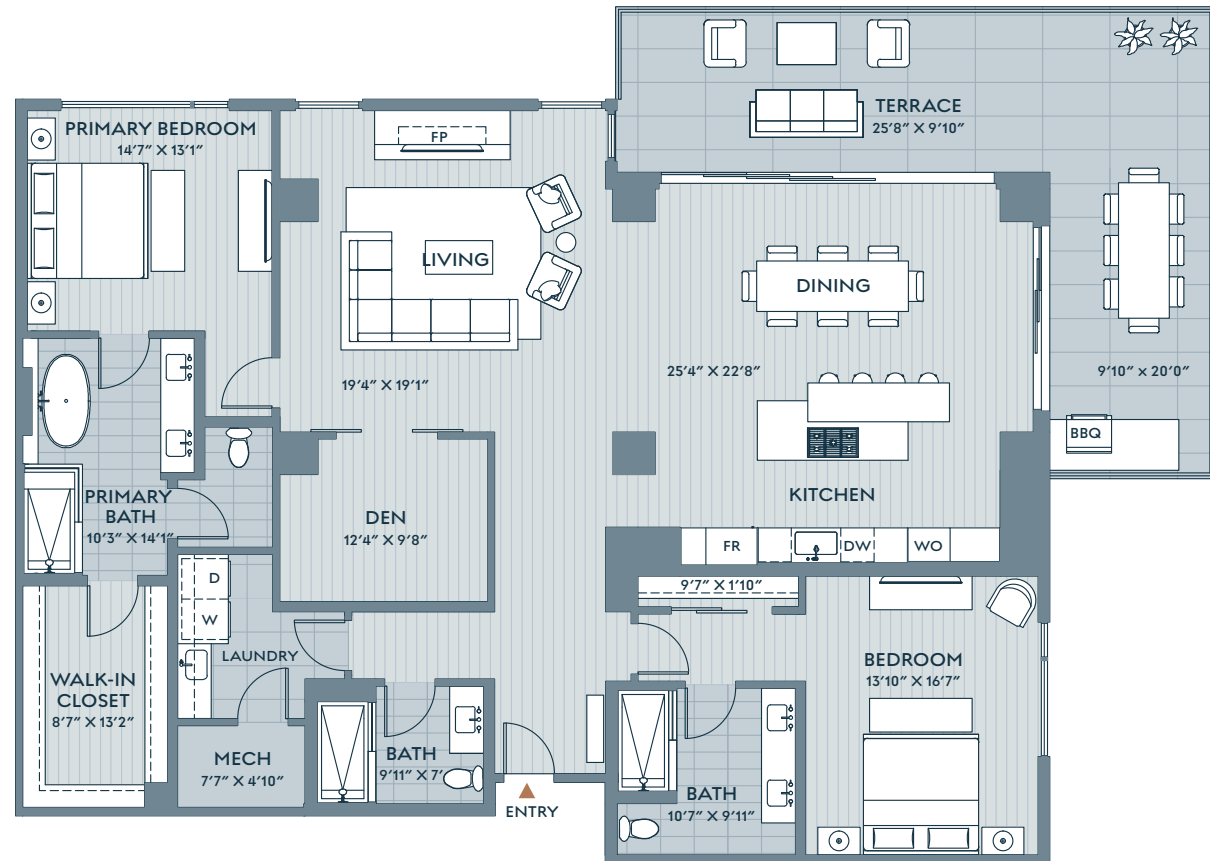 TERRACE
25'8" X 9'10"
PRIMARY BEDROOM
14'7" X 13'1"
FP
LIVING
DINING
19'4" X 19'1"
25'4" X 22'8"
9'10" x 20'0"
BBQ
KITCHEN
PRIMARY
BATH
10'3" X 14'1"
DEN
12'4" X 9'8"
FR
DW
WO
D
W
9'7" X 1'10"
LAUNDRY
BEDROOM
13'10" X 16'7"
WALK-IN
CLOSET
8'7" X 13'2"
MECH
7'7" X 4'10"
BATH
9'11" X 7'
BATH
10'7" X 9'11"
ENTRY